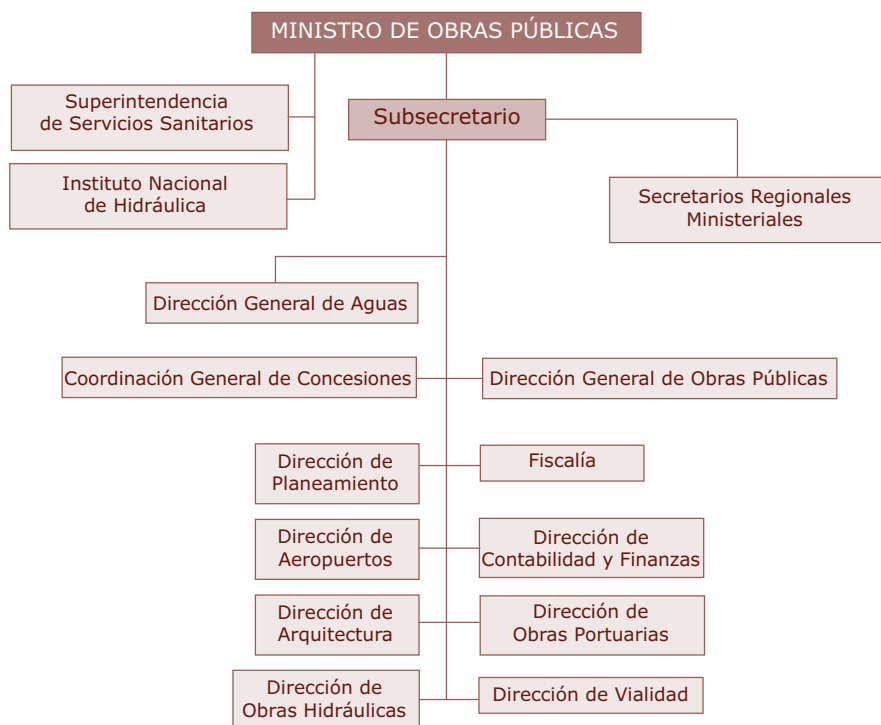 MINISTRO DE OBRAS PÚBLICAS
Superintendencia
de Servicios Sanitarios
Subsecretario
Instituto Nacional
de Hidráulica
Secretarios Regionales
Ministeriales
Dirección General de Aguas
Coordinación General de Concesiones
Dirección General de Obras Públicas
Dirección de
Planeamiento
Fiscalía
Dirección de
Aeropuertos
Dirección de
Contabilidad y Finanzas
Dirección de
Arquitectura
Dirección de
Obras Portuarias
Dirección de
Obras Hidráulicas
Dirección de Vialidad